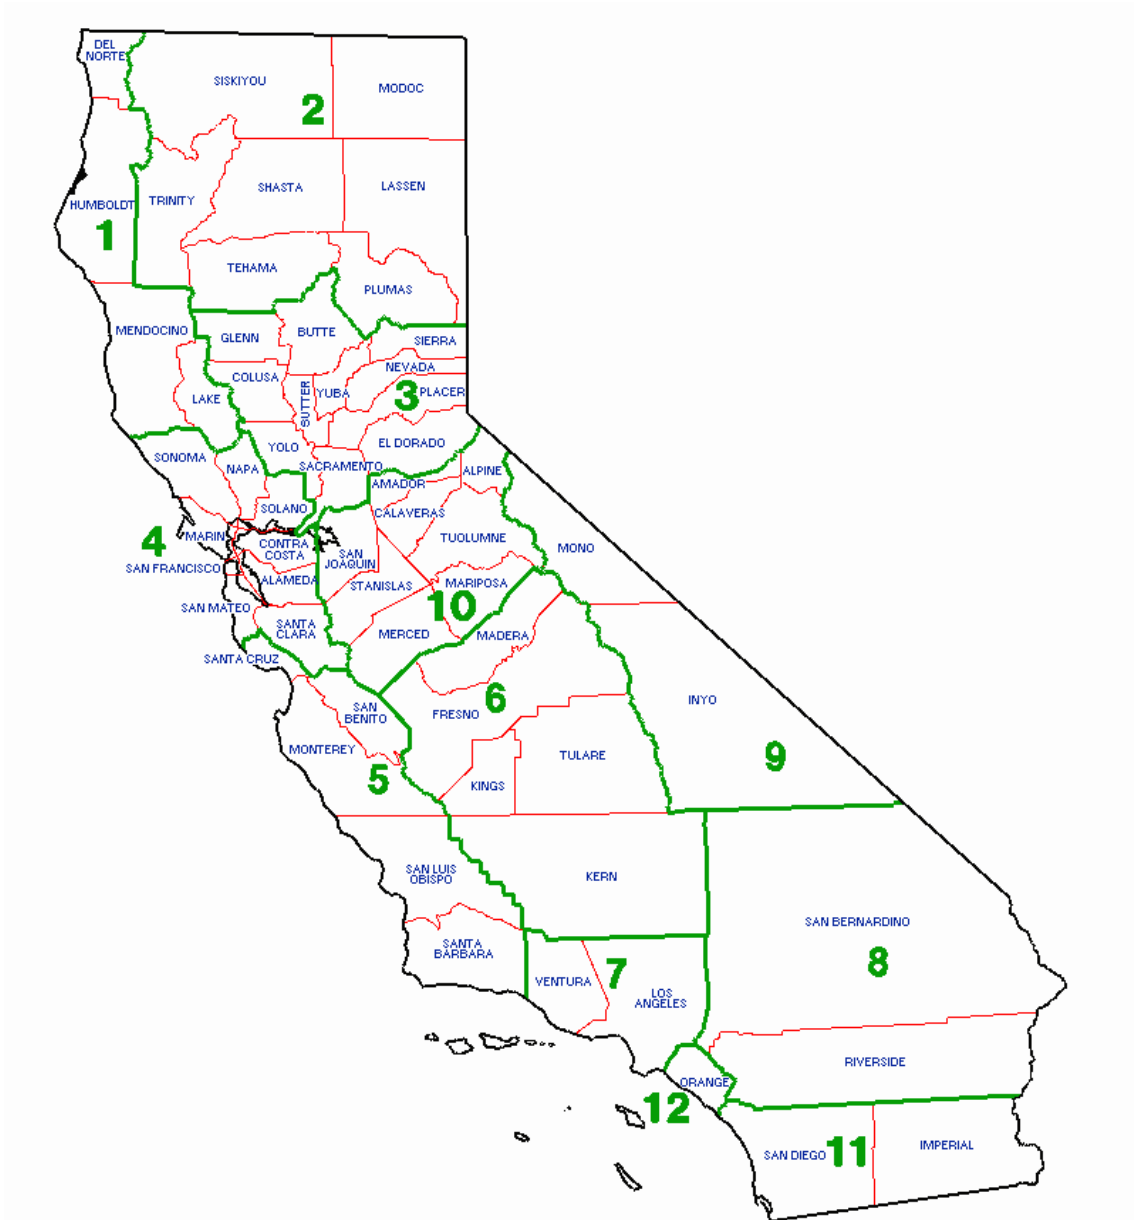 DEL
NORTE
SISKIYOU
MODOC
2
HUMBOLDT
TRINITY
SHASTA
LASSEN
1
TEHAMA
PLUMAS
MENDOCINO
GLENN
BUTTE
SIERRA
NEVADA
COLUSA
LAKE
SUTTER
YUBA
3
PLACER
SONOMA
NAPA
YOLO
EL DORADO
SACRAMENTO
AMADOR
ALPINE
SOLANO
CALAVERAS
MARIN
4
CONTRA
COSTA
SAN
JOAQUIN
TUOLUMNE
MONO
SAN FRANCISCO
ALAMEDA
STANISLAS
MARIPOSA
10
SAN MATEO
SANTA
CLARA
MERCED
MADERA
SANTA CRUZ
SAN
BENITO
FRESNO
6
INYO
MONTEREY
5
KINGS
TULARE
9
SAN LUIS
OBISPO
KERN
SAN BERNARDINO
8
SANTA
BARBARA
VENTURA
7
LOS
ANGELES
RIVERSIDE
ORANGE
12
SAN DIEGO
11
IMPERIAL